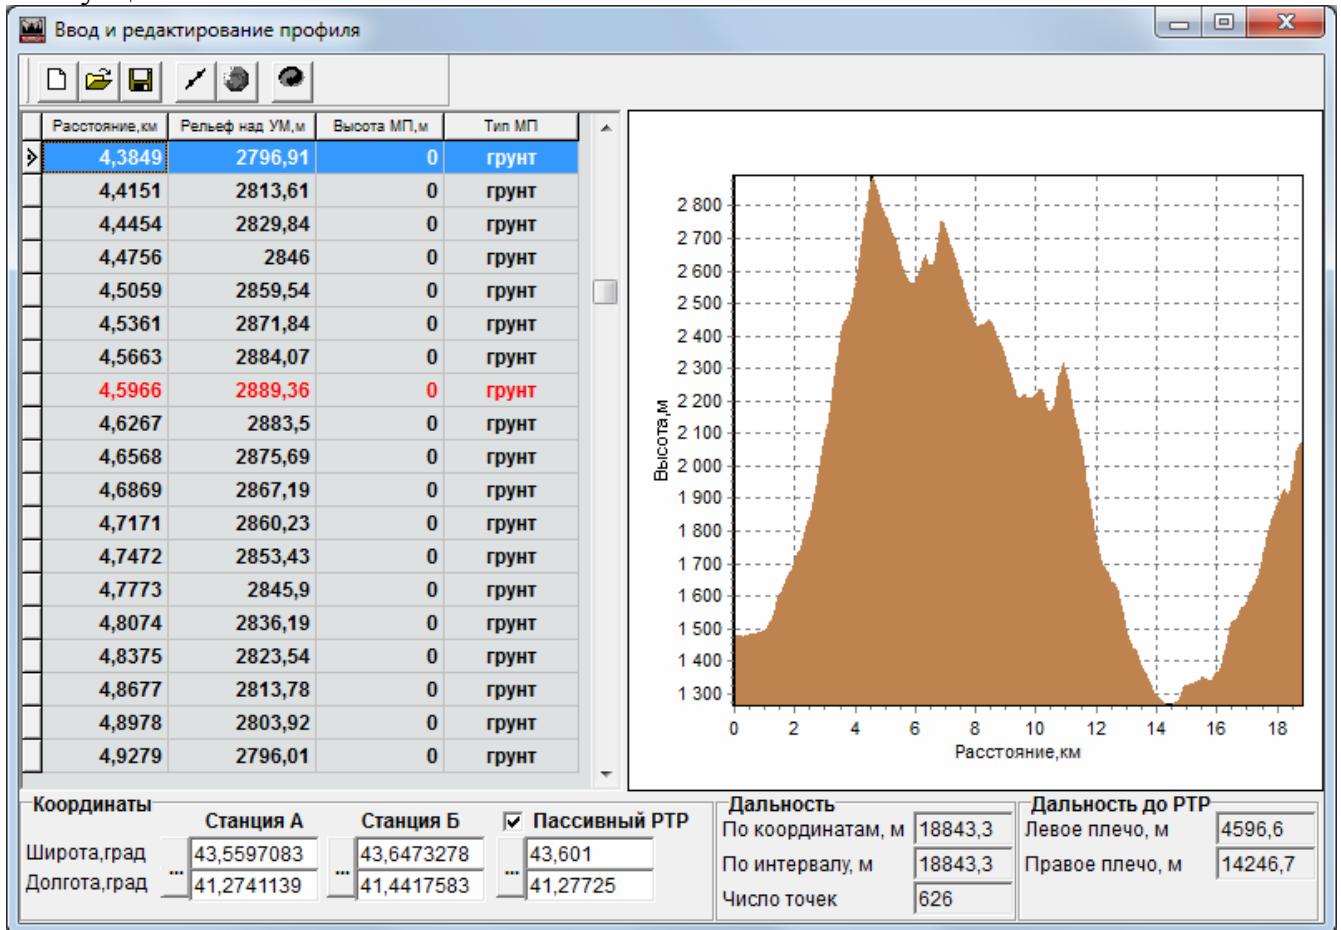 Ввод и редактирование профиля
Расстояние,км Рельеф над УМ,м Высота МП,м Тип МП
4,3849 2796,91 0 грунт
4,4151 2813,61 0 грунт
4,4454 2829,84 0 грунт
4,4756 2846 0 грунт
4,5059 2859,54 0 грунт
4,5361 2871,84 0 грунт
4,5663 2884,07 0 грунт
4,5966 2889,36 0 грунт
4,6267 2883,5 0 грунт
4,6568 2875,69 0 грунт
4,6869 2867,19 0 грунт
4,7171 2860,23 0 грунт
4,7472 2853,43 0 грунт
4,7773 2845,9 0 грунт
4,8074 2836,19 0 грунт
4,8375 2823,54 0 грунт
4,8677 2813,78 0 грунт
4,8978 2803,92 0 грунт
4,9279 2796,01 0 грунт
Высота,м
2 800
2 700
2 600
2 500
2 400
2 300
2 200
2 100
2 000
1 900
1 800
1 700
1 600
1 500
1 400
1 300
0 2 4 6 8 10 12 14 16 18
Расстояние,км
Координаты
Станция А Станция Б Пассивный РТР
Широта,град 43,5597083 43,6473278 43,601
Долгота,град ... 41,2741139 ... 41,4417583 ... 41,27725
Дальность
По координатам, м 18843,3
По интервалу, м 18843,3
Число точек 626
Дальность до РТР
Левое плечо, м 4596,6
Правое плечо, м 14246,7